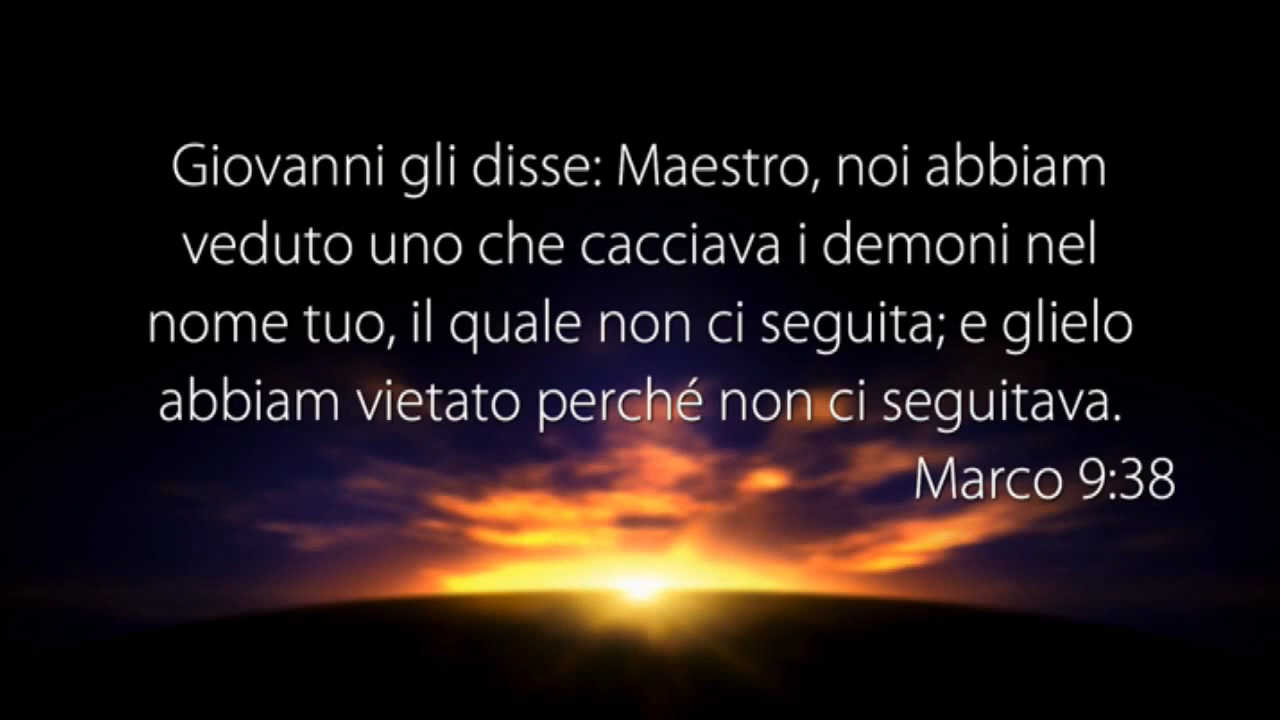 Giovanni gli disse: Maestro, noi abbiam
veduto uno che cacciava i demoni nel
nome tuo, il quale non ci seguita; e glielo
abbiam vietato perché non ci seguitava.
Marco 9:38